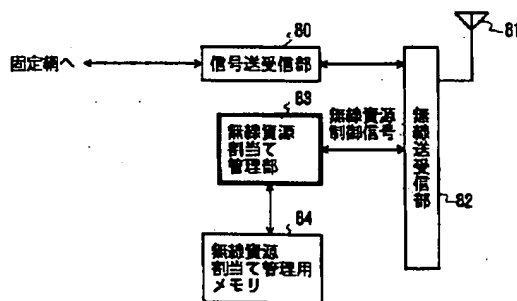 80
81
固定網へ
信号送受信部
83
無線資源
割当て
管理部
無線資源
制御信号
無線送受信部
82
84
無線資源
割当て管理用
メモリ